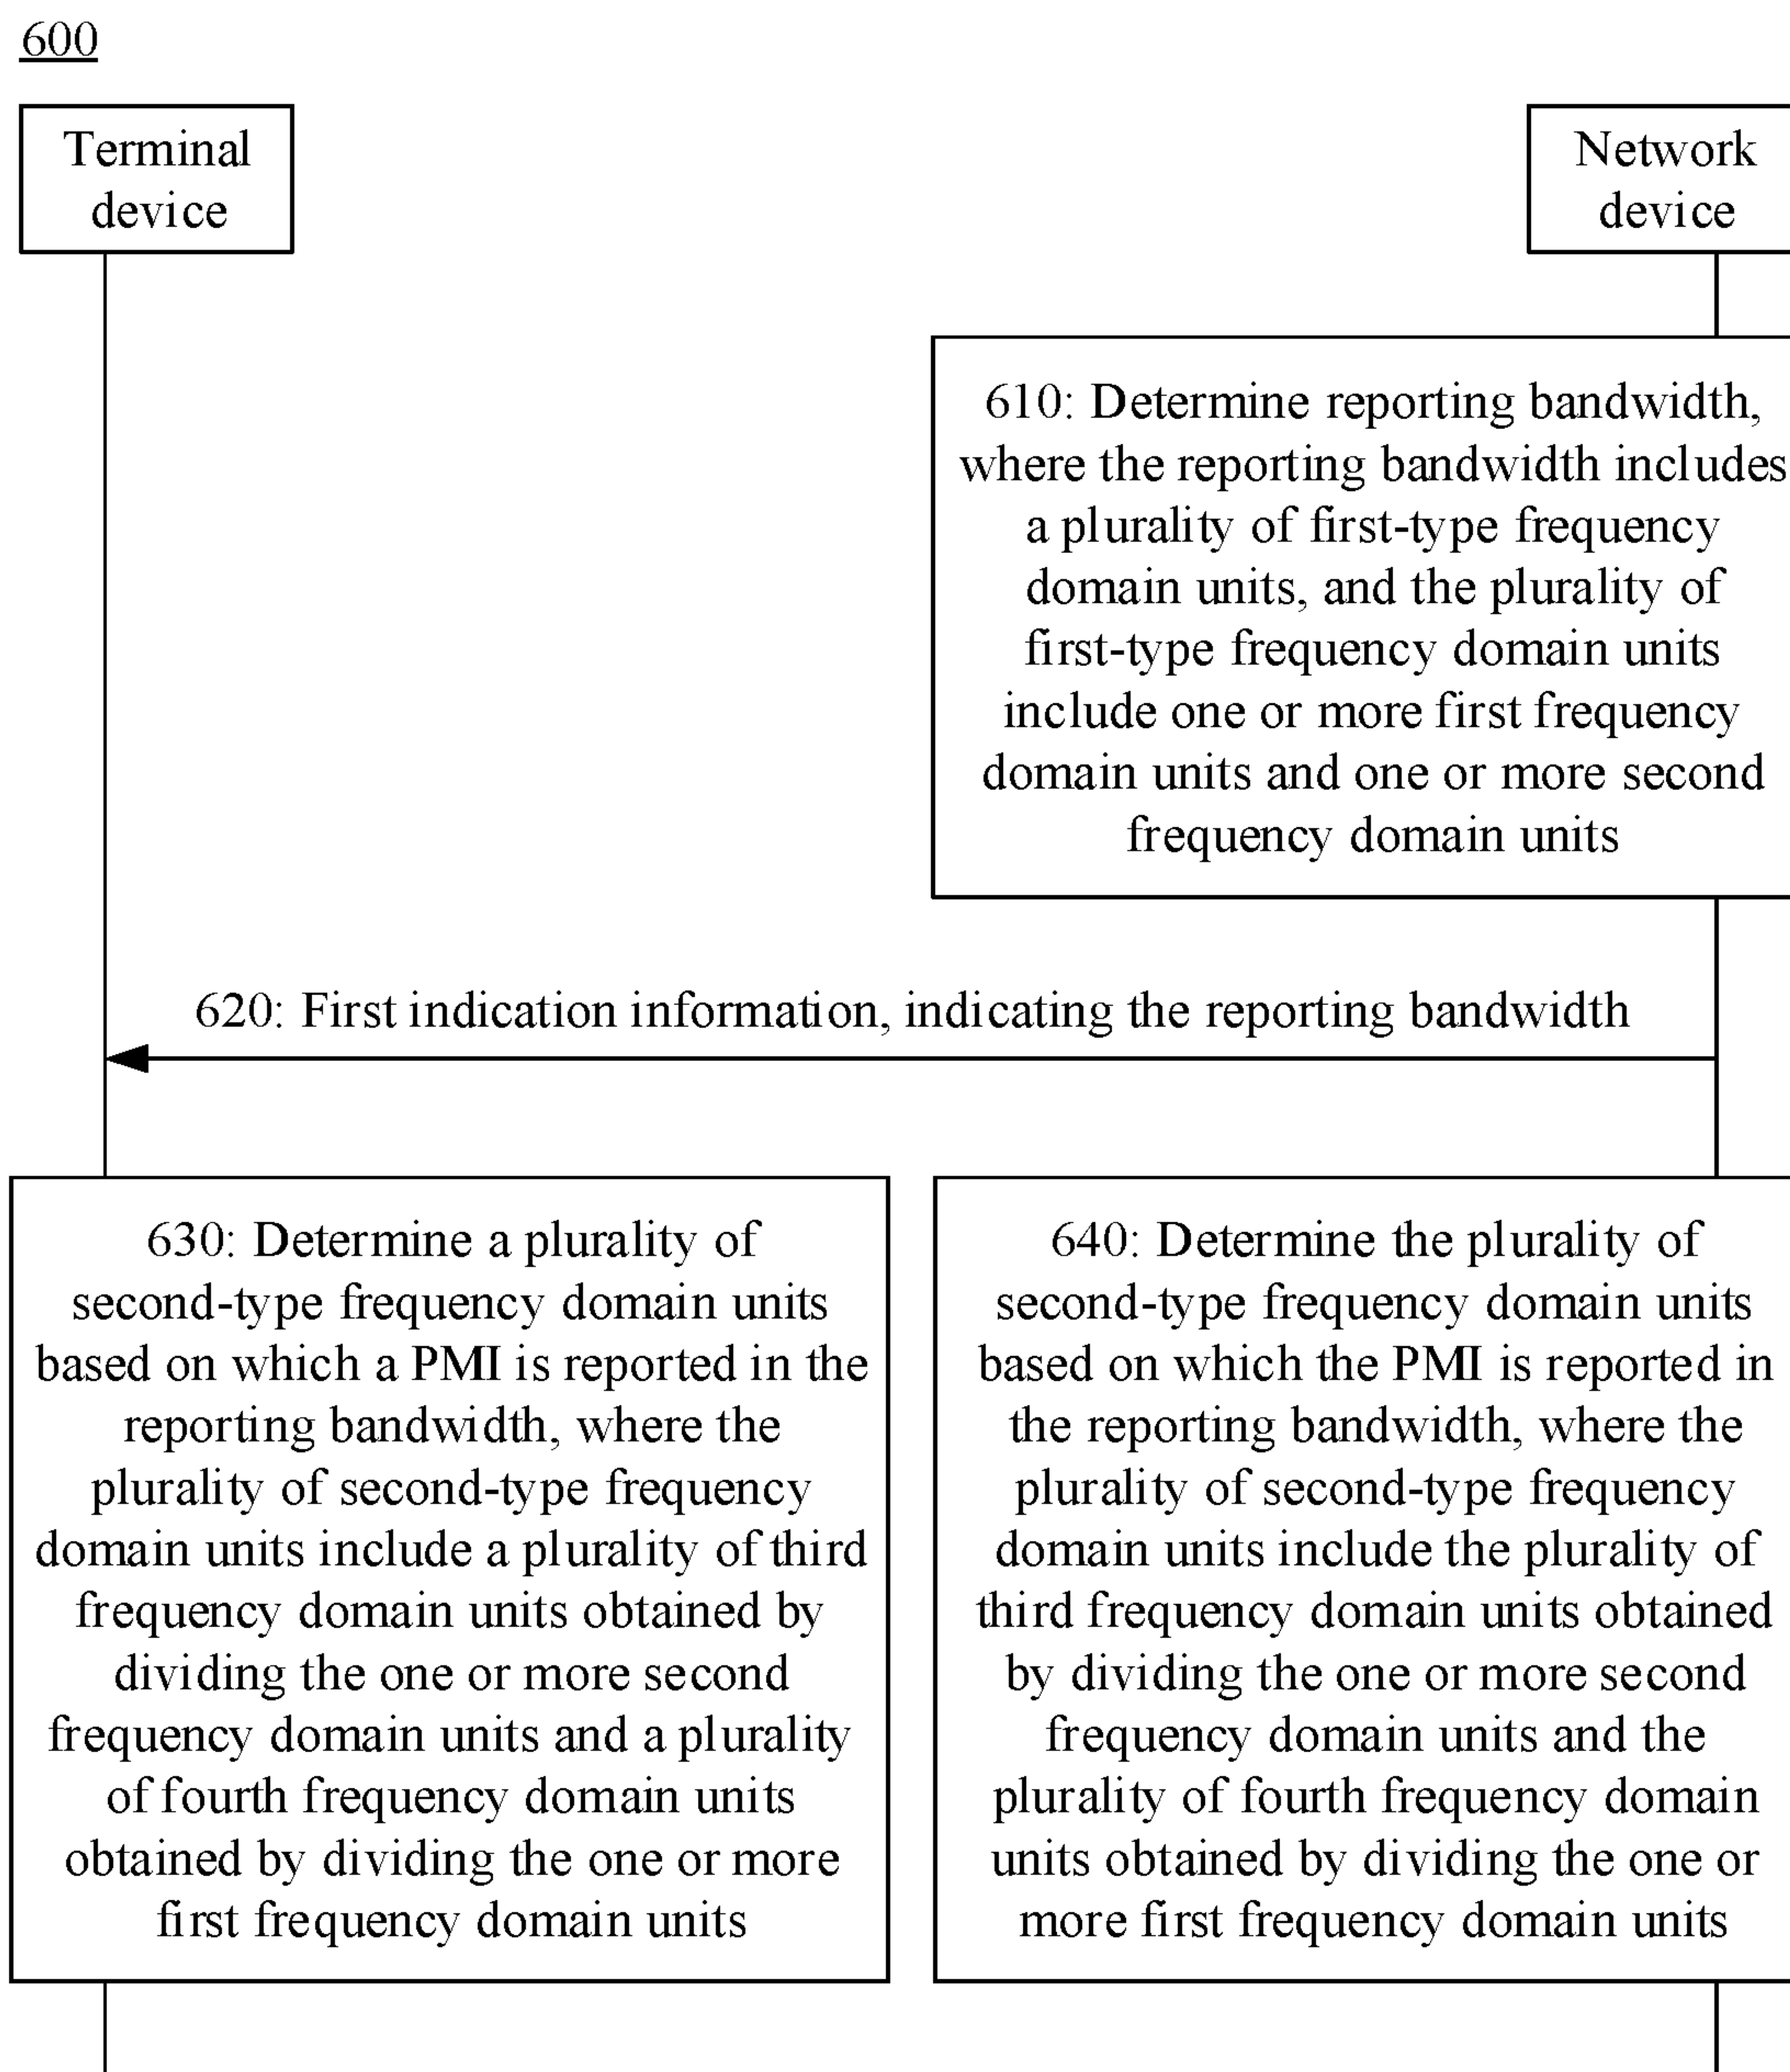 600
Terminal
device
Network
device
610: Determine reporting bandwidth,
where the reporting bandwidth includes
a plurality of first-type frequency
domain units, and the plurality of
first-type frequency domain units
include one or more first frequency
domain units and one or more second
frequency domain units
620: First indication information, indicating the reporting bandwidth
630: Determine a plurality of
second-type frequency domain units
based on which a PMI is reported in the
reporting bandwidth, where the
plurality of second-type frequency
domain units include a plurality of third
frequency domain units obtained by
dividing the one or more second
frequency domain units and a plurality
of fourth frequency domain units
obtained by dividing the one or more
first frequency domain units
640: Determine the plurality of
second-type frequency domain units
based on which the PMI is reported in
the reporting bandwidth, where the
plurality of second-type frequency
domain units include the plurality of
third frequency domain units obtained
by dividing the one or more second
frequency domain units and the
plurality of fourth frequency domain
units obtained by dividing the one or
more first frequency domain units